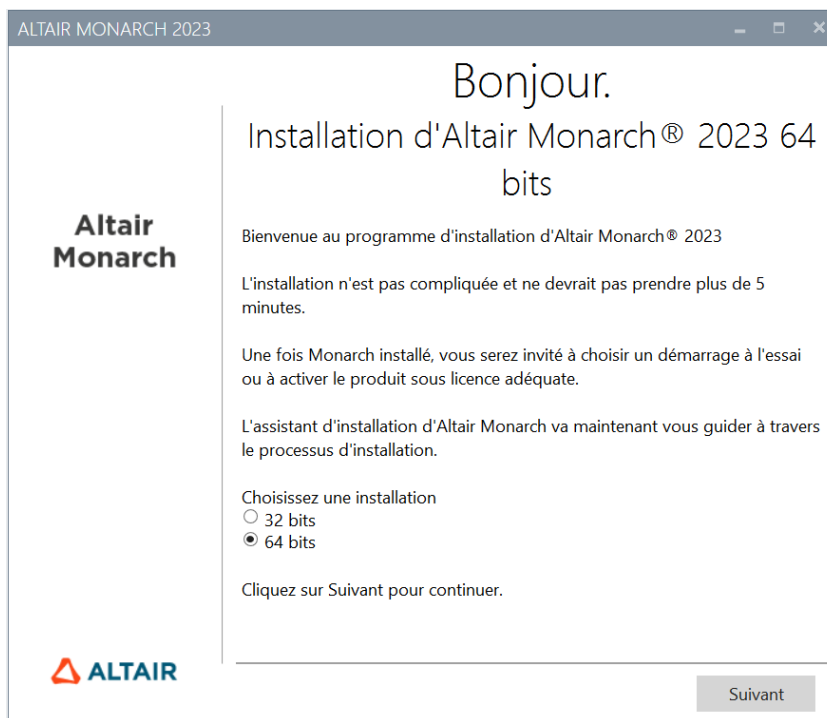 ALTAIR MONARCH 2023
Bonjour.
Installation d'Altair Monarch® 2023 64
bits
Altair
Monarch
Bienvenue au programme d'installation d'Altair Monarch® 2023
L'installation n'est pas compliquée et ne devrait pas prendre plus de 5
minutes.
Une fois Monarch installé, vous serez invité à choisir un démarrage à l'essai
ou à activer le produit sous licence adéquate.
L'assistant d'installation d'Altair Monarch va maintenant vous guider à travers
le processus d'installation.
Choisissez une installation
32 bits
64 bits
Cliquez sur Suivant pour continuer.
ALTAIR
Suivant